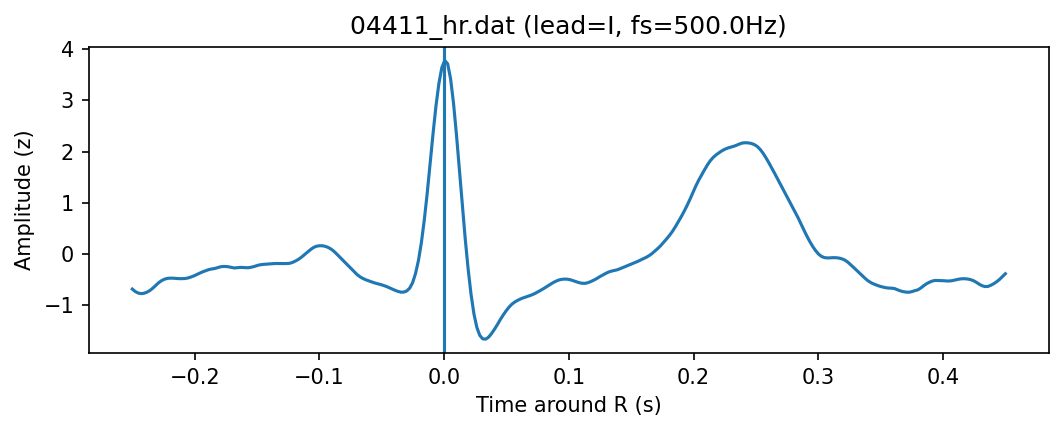 04411_hr.dat (lead=I, fs=500.0Hz)
4
3
2
1
0
−1
Amplitude (z)
−0.2 −0.1 0.0 0.1 0.2 0.3 0.4
Time around R (s)